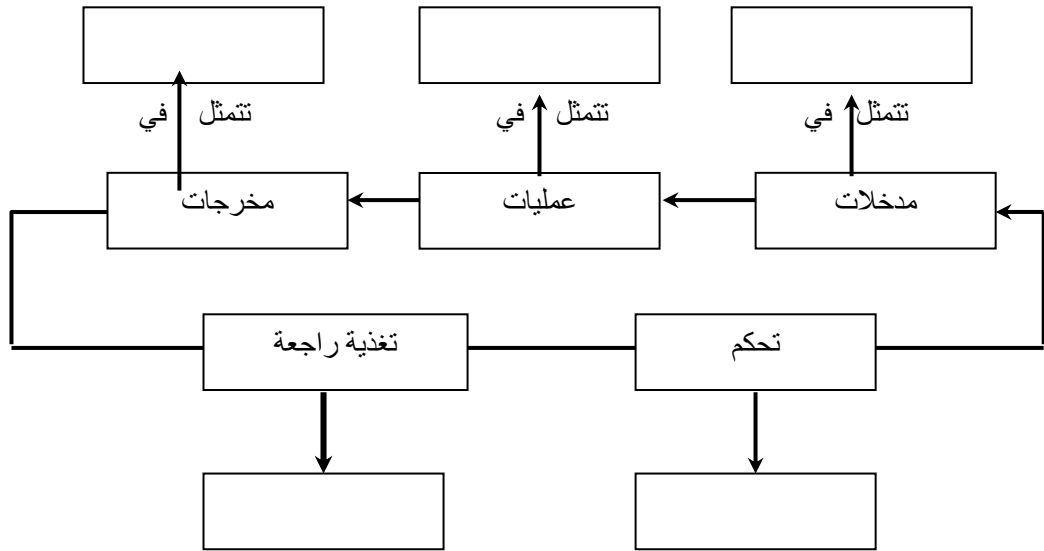 تتمثل في
تتمثل في
تتمثل في
مدخلات
عمليات
مخرجات
تحكم
تغذية راجعة